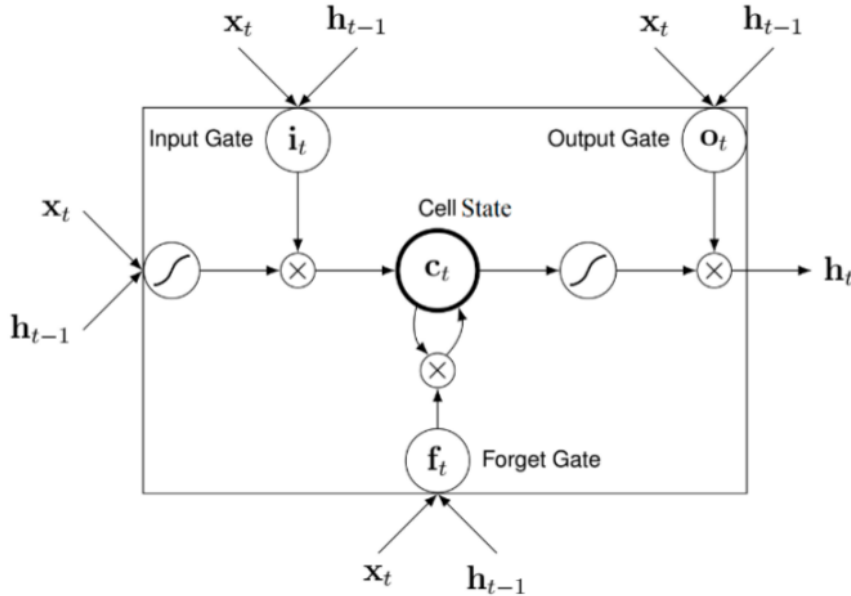 x_t h_{t−1} x_t h_{t−1}
Input Gate i_t Output Gate o_t
x_t
Cell State
× c_t × h_t
h_{t−1}
×
f_t Forget Gate
x_t h_{t−1}